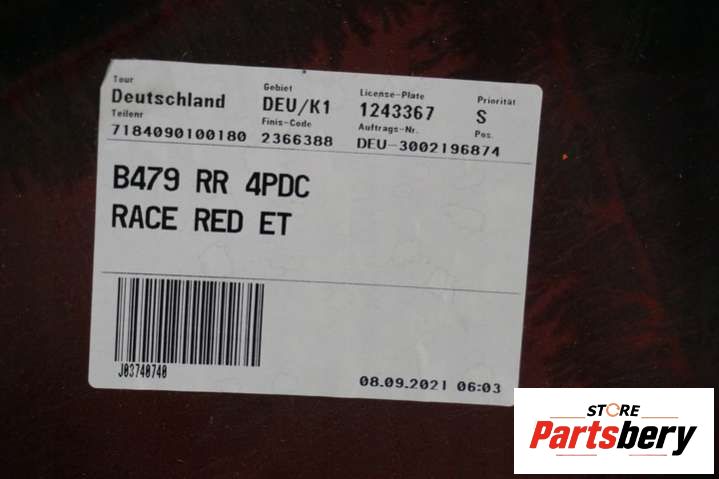 Tour Gebiet License-Plate Priorität
Deutschland DEU/K1 1243367 S
Teilenr Finis-Code Auftrags-Nr. Pos.
7184090100180 2366388 DEU-3002196874
B479 RR 4PDC
RACE RED ET
J03740740
08.09.2021 06:03
STORE
Partsbery